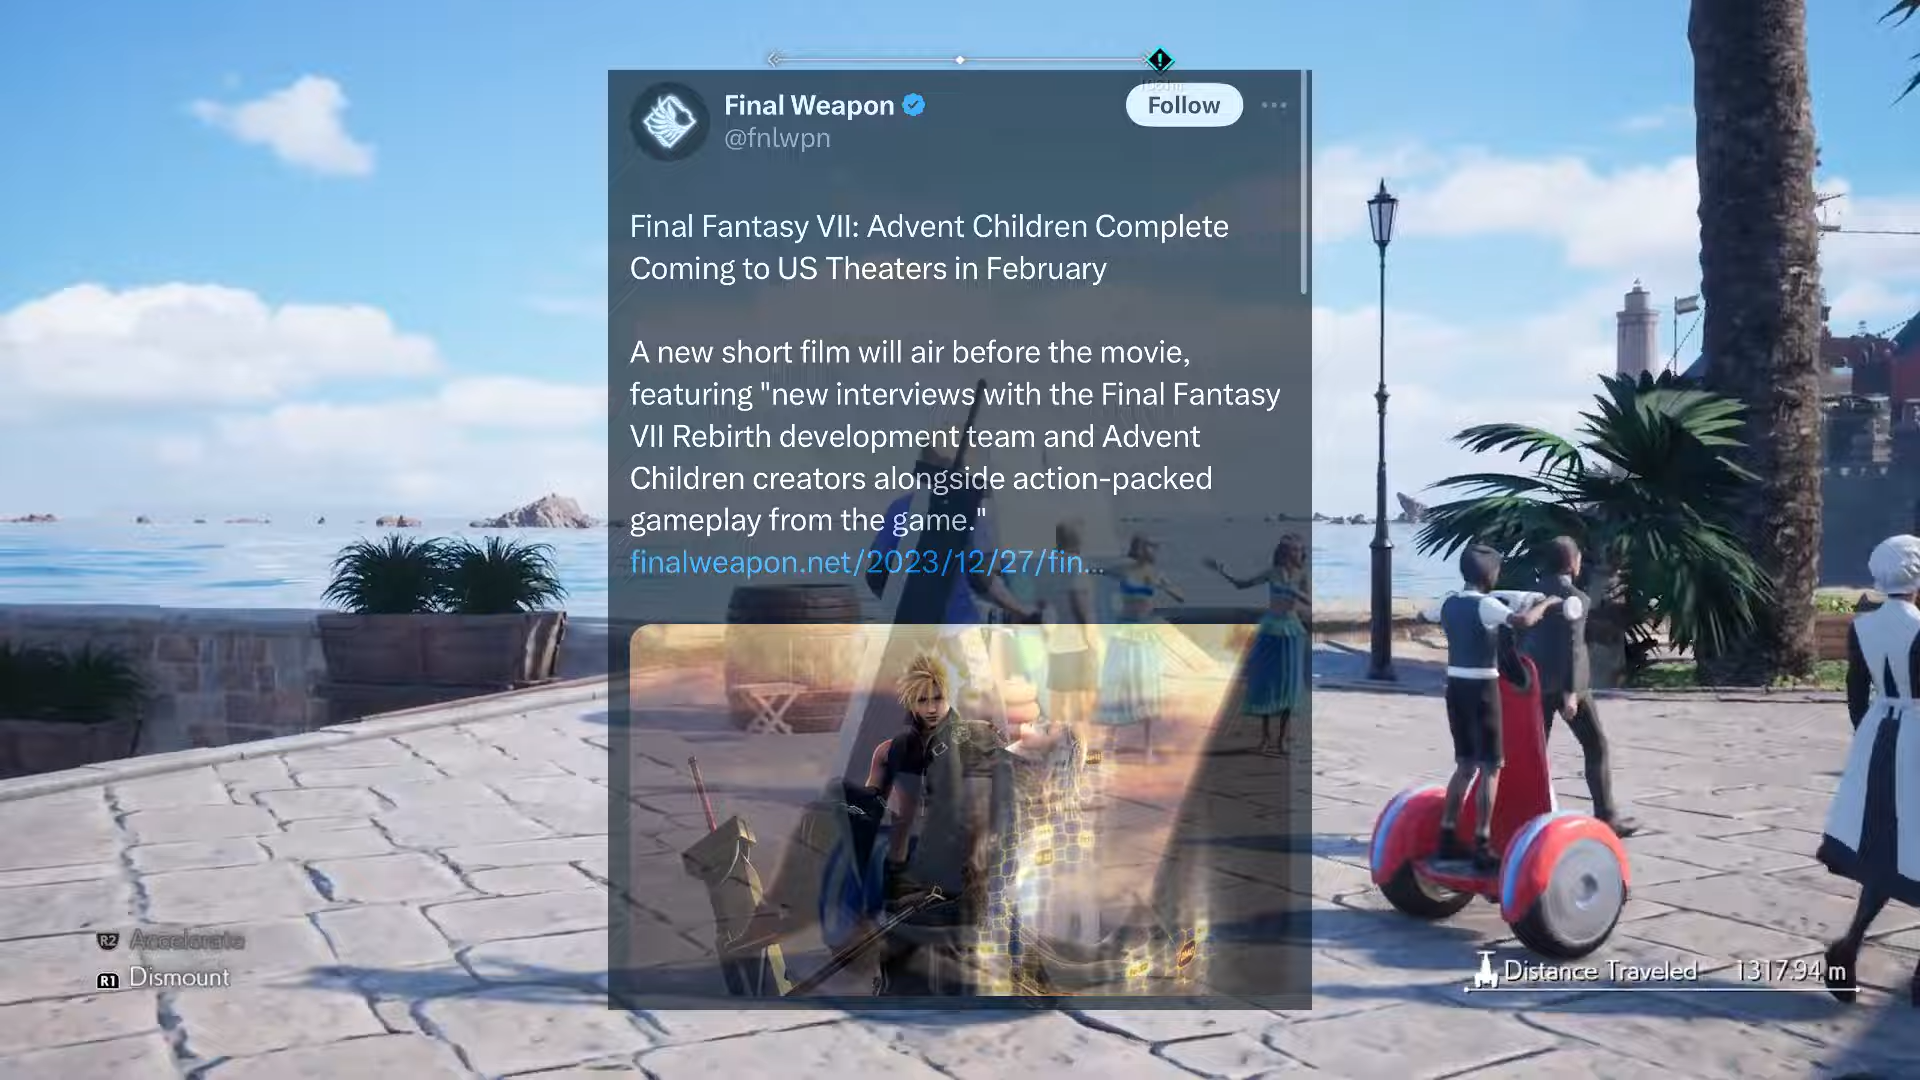 Final Weapon
@fnlwpn
Follow
Final Fantasy VII: Advent Children Complete
Coming to US Theaters in February
A new short film will air before the movie,
featuring "new interviews with the Final Fantasy
VII Rebirth development team and Advent
Children creators alongside action-packed
gameplay from the game."
finalweapon.net/2023/12/27/fin...
R2 Accelerate
R1 Dismount
Distance Traveled 1317.94 m